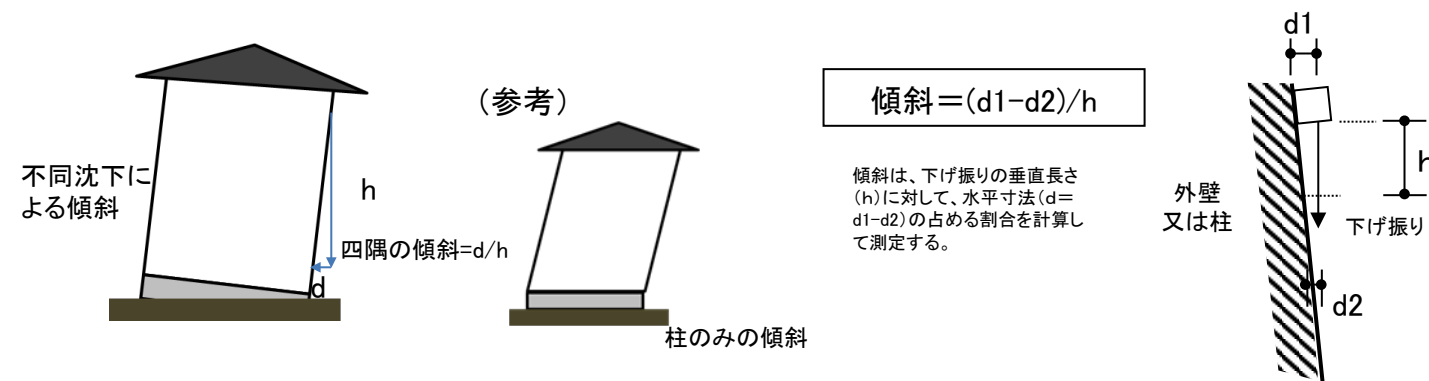 不同沈下に
よる傾斜
h
四隅の傾斜=d/h
d
（参考）
柱のみの傾斜
傾斜＝(d1-d2)/h
傾斜は、下げ振りの垂直長さ
（ｈ）に対して、水平寸法（d＝
d1-d2）の占める割合を計算し
て測定する。
d1
h
外壁
又は柱
下げ振り
d2